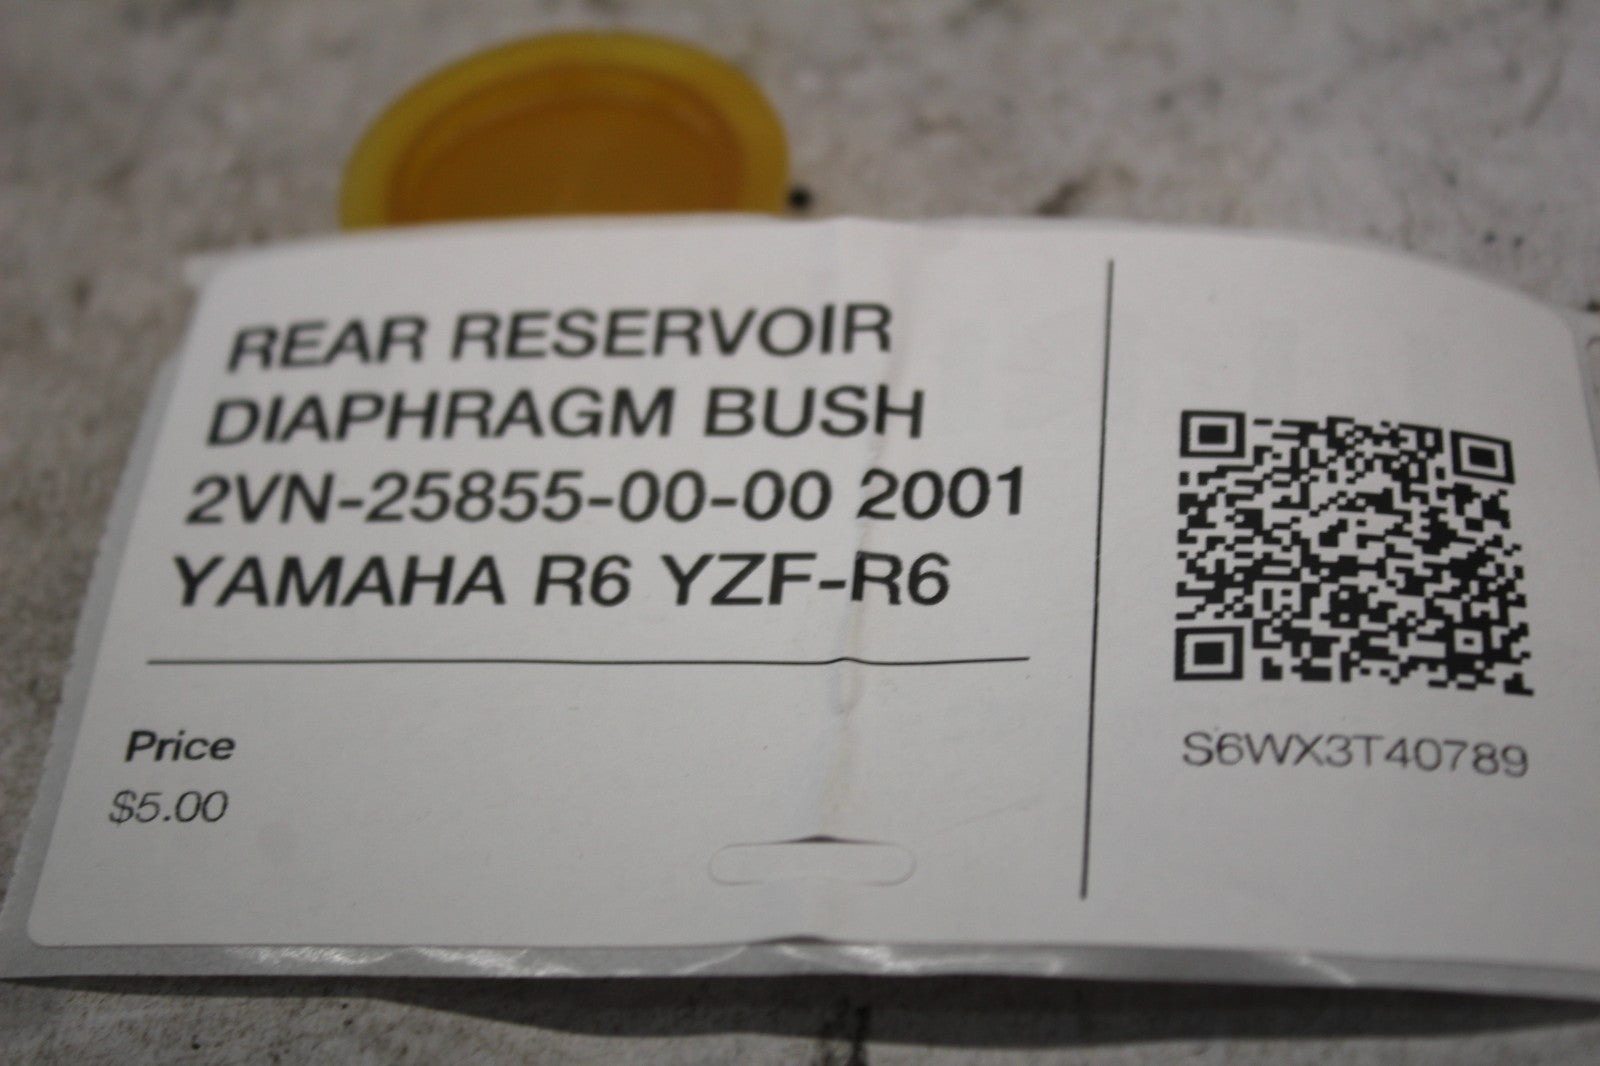 REAR RESERVOIR
DIAPHRAGM BUSH
2VN-25855-00-00 2001
YAMAHA R6 YZF-R6
Price
$5.00
S6WX3T40789